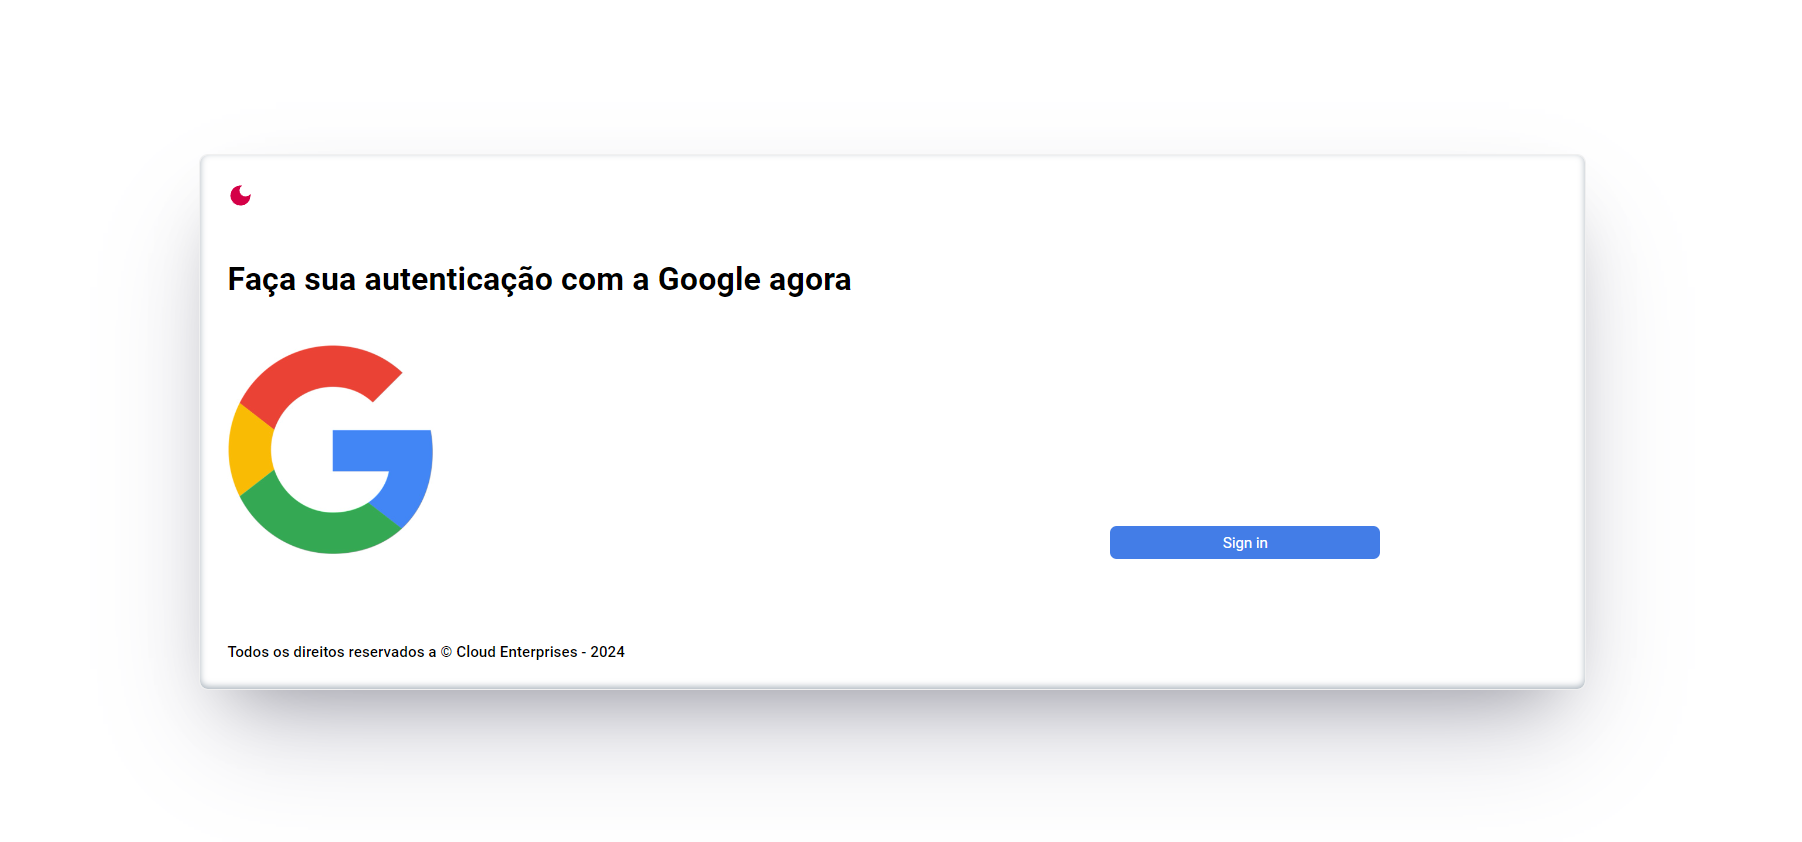 Faça sua autenticação com a Google agora
Sign in
Todos os direitos reservados a © Cloud Enterprises - 2024